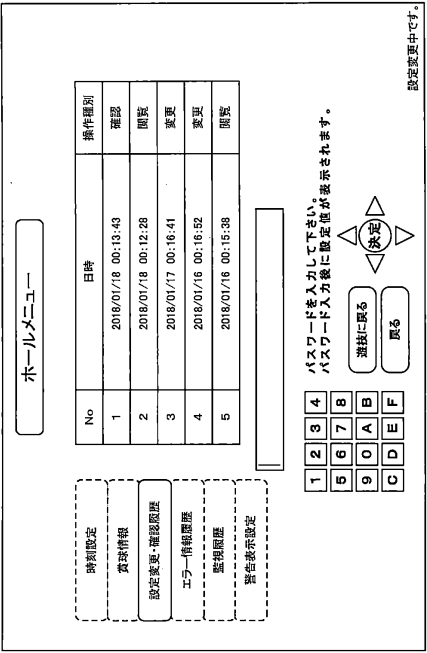 ホールメニュー
時刻設定
賞球情報
設定変更・確認履歴
エラー情報履歴
監視履歴
警告表示設定
No 日時 操作種別
1 2018/01/18 00:13:43 確認
2 2018/01/18 00:12:28 閲覧
3 2018/01/17 00:16:41 変更
4 2018/01/16 00:16:52 変更
5 2018/01/16 00:15:38 閲覧
パスワードを入力して下さい。
パスワード入力後に設定値が表示されます。
1 2 3 4
5 6 7 8
9 0 A B
C D E F
遊技に戻る
戻る
決定
設定変更中です。